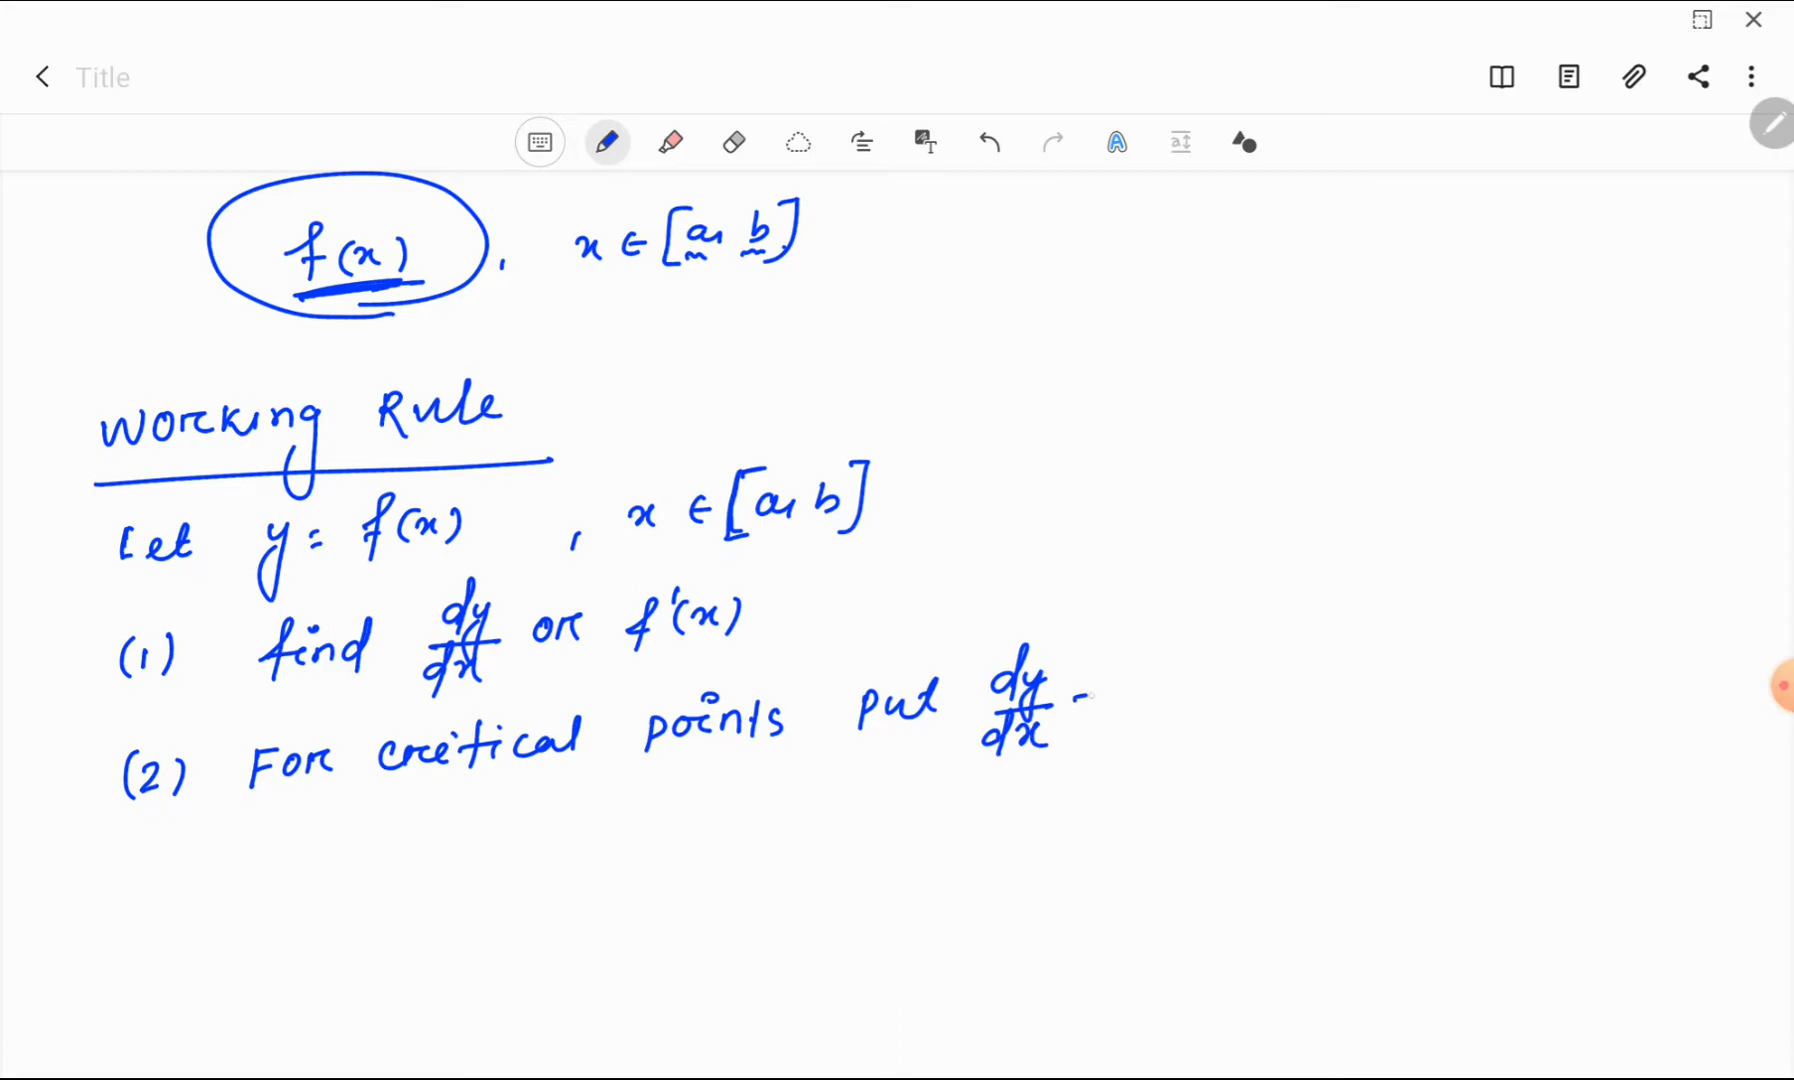 Title
f(x), x ∈ [a, b]
Working Rule
Let y = f(x), x ∈ [a, b]
(1) find dy/dx or f'(x)
(2) For critical points put dy/dx -